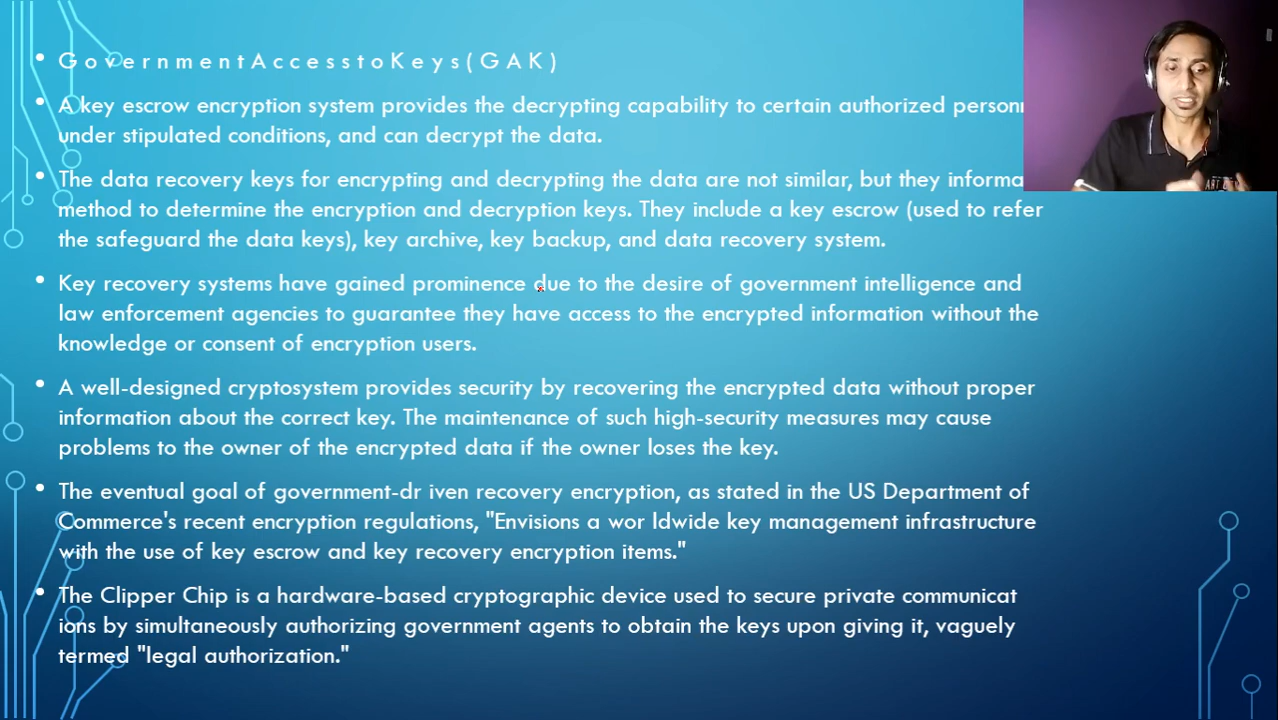 • G o v e r n m e n t A c c e s s t o K e y s ( G A K )
• A key escrow encryption system provides the decrypting capability to certain authorized
under stipulated conditions, and can decrypt the data.
• The data recovery keys for encrypting and decrypting the data are not similar, but they
method to determine the encryption and decryption keys. They include a key escrow (used to refer
the safeguard the data keys), key archive, key backup, and data recovery system.
• Key recovery systems have gained prominence due to the desire of government intelligence and
law enforcement agencies to guarantee they have access to the encrypted information without the
knowledge or consent of encryption users.
• A well-designed cryptosystem provides security by recovering the encrypted data without proper
information about the correct key. The maintenance of such high-security measures may cause
problems to the owner of the encrypted data if the owner loses the key.
• The eventual goal of government-dr iven recovery encryption, as stated in the US Department of
Commerce's recent encryption regulations, "Envisions a wor ldwide key management infrastructure
with the use of key escrow and key recovery encryption items."
• The Clipper Chip is a hardware-based cryptographic device used to secure private communicat
ions by simultaneously authorizing government agents to obtain the keys upon giving it, vaguely
termed "legal authorization."